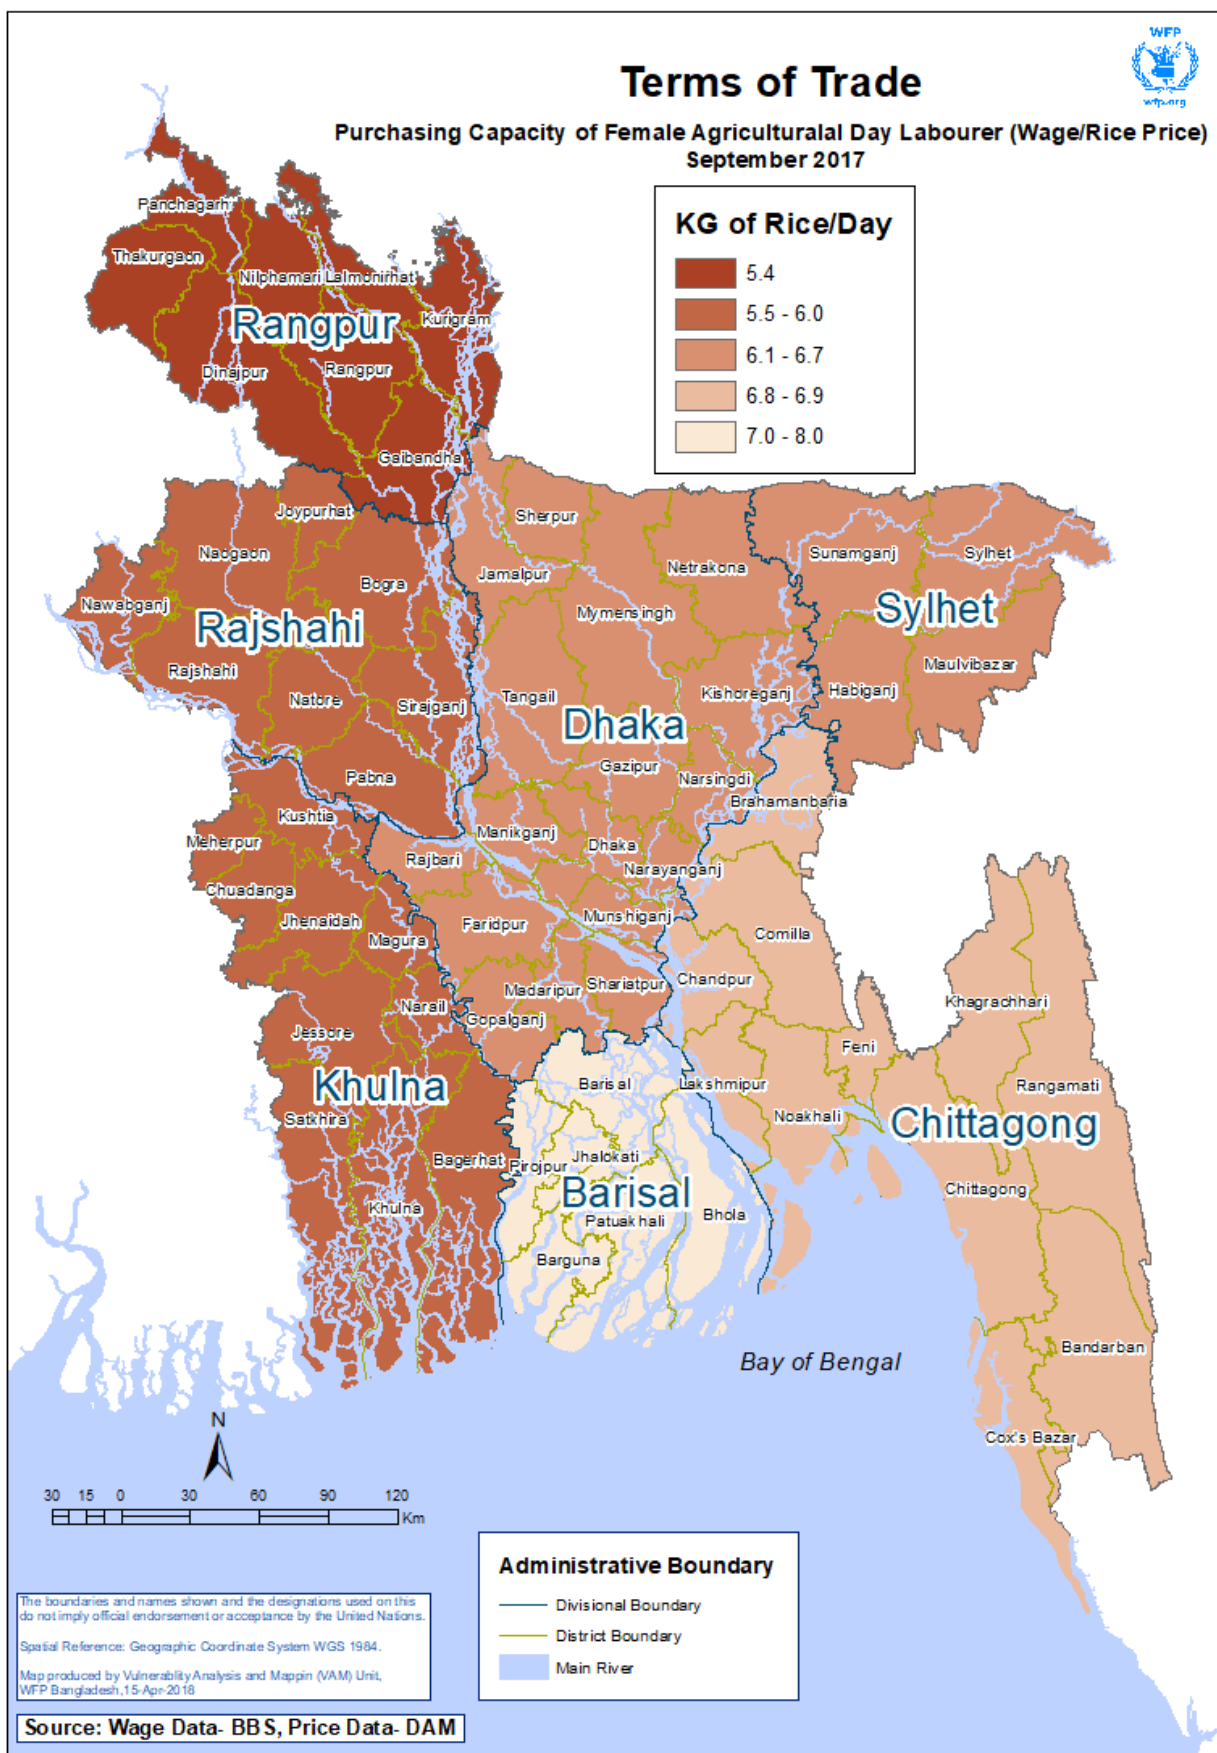 WFP
wfp.org
Terms of Trade
Purchasing Capacity of Female Agriculturalal Day Labourer (Wage/Rice Price)
September 2017
KG of Rice/Day
5.4
5.5 - 6.0
6.1 - 6.7
6.8 - 6.9
7.0 - 8.0
Panchagarh
Thakurgaon
Nilphamari
Lalmonirhat
Kurigram
Rangpur
Dinajpur
Rangpur
Gaibandha
Joypurhat
Naogaon
Bogra
Nawabganj
Rajshahi
Rajshahi
Natore
Sirajganj
Pabna
Sherpur
Jamalpur
Netrakona
Mymensingh
Tangail
Kishoreganj
Dhaka
Gazipur
Narsingdi
Manikganj
Dhaka
Narayanganj
Rajbari
Faridpur
Munshiganj
Madaripur
Shariatpur
Gopalganj
Sunamganj
Sylhet
Sylhet
Maulvibazar
Habiganj
Brahamanbaria
Comilla
Chandpur
Khagrachhari
Feni
Rangamati
Lakshmipur
Noakhali
Chittagong
Chittagong
Bandarban
Cox's Bazar
Kushtia
Meherpur
Chuadanga
Jhenaidah
Magura
Narail
Jessore
Khulna
Satkhira
Bagerhat
Khulna
Barisal
Pirojpur
Jhalokati
Barisal
Patuakhali
Bhola
Barguna
Bay of Bengal
N
30 15 0 30 60 90 120
Km
Administrative Boundary
Divisional Boundary
District Boundary
Main River
The boundaries and names shown and the designations used on this
do not imply official endorsement or acceptance by the United Nations.
Spatial Reference: Geographic Coordinate System WGS 1984.
Map produced by Vulnerablity Analysis and Mappin (VAM) Unit,
WFP Bangladesh,15-Apr-2018
Source: Wage Data- BBS, Price Data- DAM